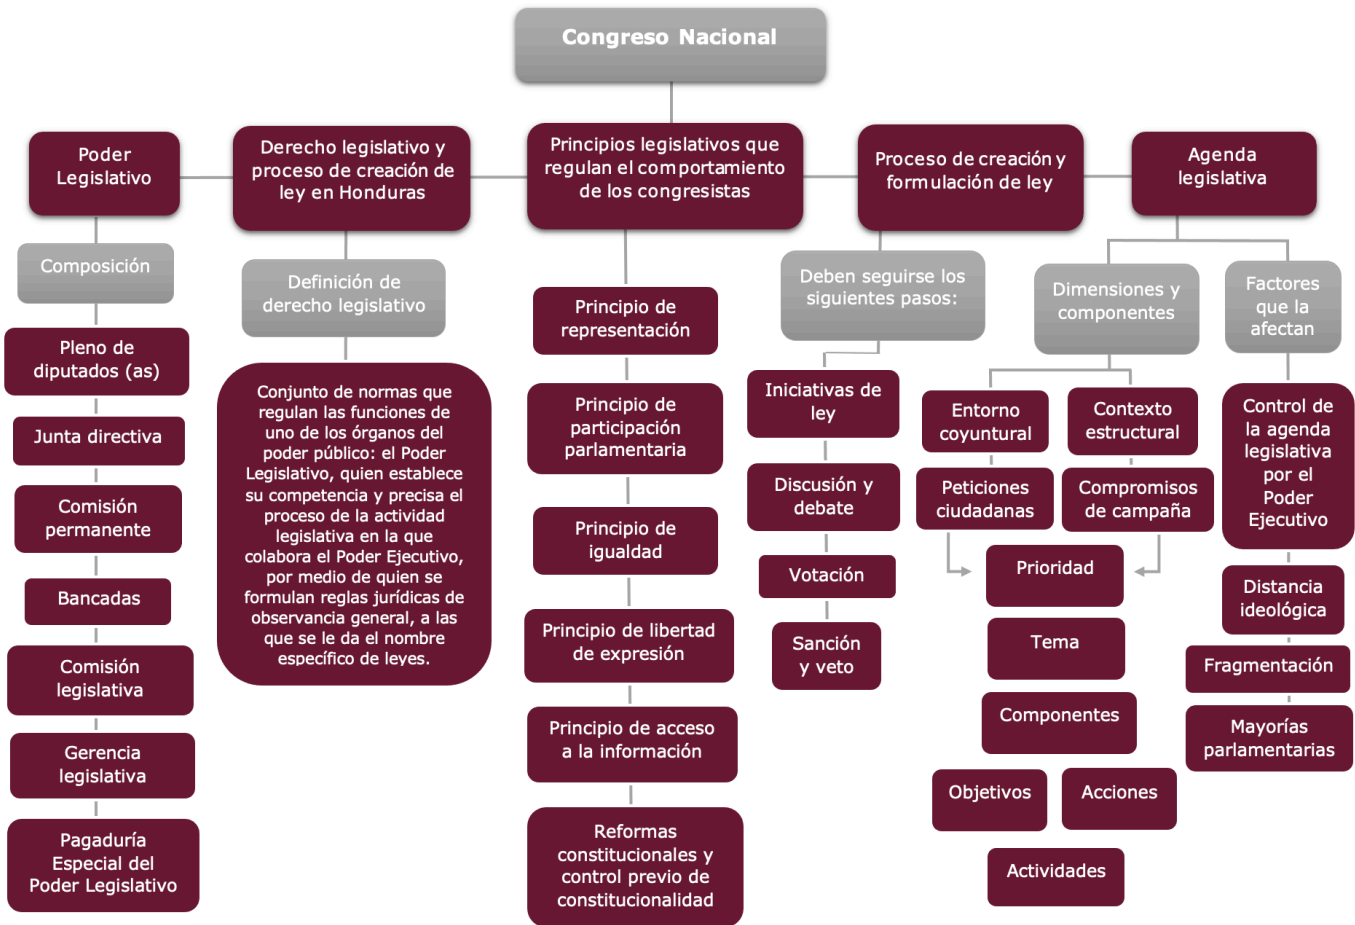 Congreso Nacional
Poder
Legislativo
Derecho legislativo y
proceso de creación de
ley en Honduras
Principios legislativos que
regulan el comportamiento
de los congresistas
Proceso de creación y
formulación de ley
Agenda
legislativa
Composición
Pleno de
diputados (as)
Junta directiva
Comisión
permanente
Bancadas
Comisión
legislativa
Gerencia
legislativa
Pagaduría
Especial del
Poder Legislativo
Definición de
derecho legislativo
Conjunto de normas que
regulan las funciones de
uno de los órganos del
poder público: el Poder
Legislativo, quien establece
su competencia y precisa el
proceso de la actividad
legislativa en la que
colabora el Poder Ejecutivo,
por medio de quien se
formulan reglas jurídicas de
observancia general, a las
que se le da el nombre
específico de leyes.
Principio de
representación
Principio de
participación
parlamentaria
Principio de
igualdad
Principio de libertad
de expresión
Principio de acceso
a la información
Reformas
constitucionales y
control previo de
constitucionalidad
Deben seguirse los
siguientes pasos:
Iniciativas de
ley
Discusión y
debate
Votación
Sanción
y veto
Dimensiones y
componentes
Entorno
coyuntural
Contexto
estructural
Peticiones
ciudadanas
Compromisos
de campaña
Prioridad
Tema
Componentes
Objetivos
Acciones
Actividades
Factores
que la
afectan
Control de
la agenda
legislativa
por el
Poder
Ejecutivo
Distancia
ideológica
Fragmentación
Mayorías
parlamentarias